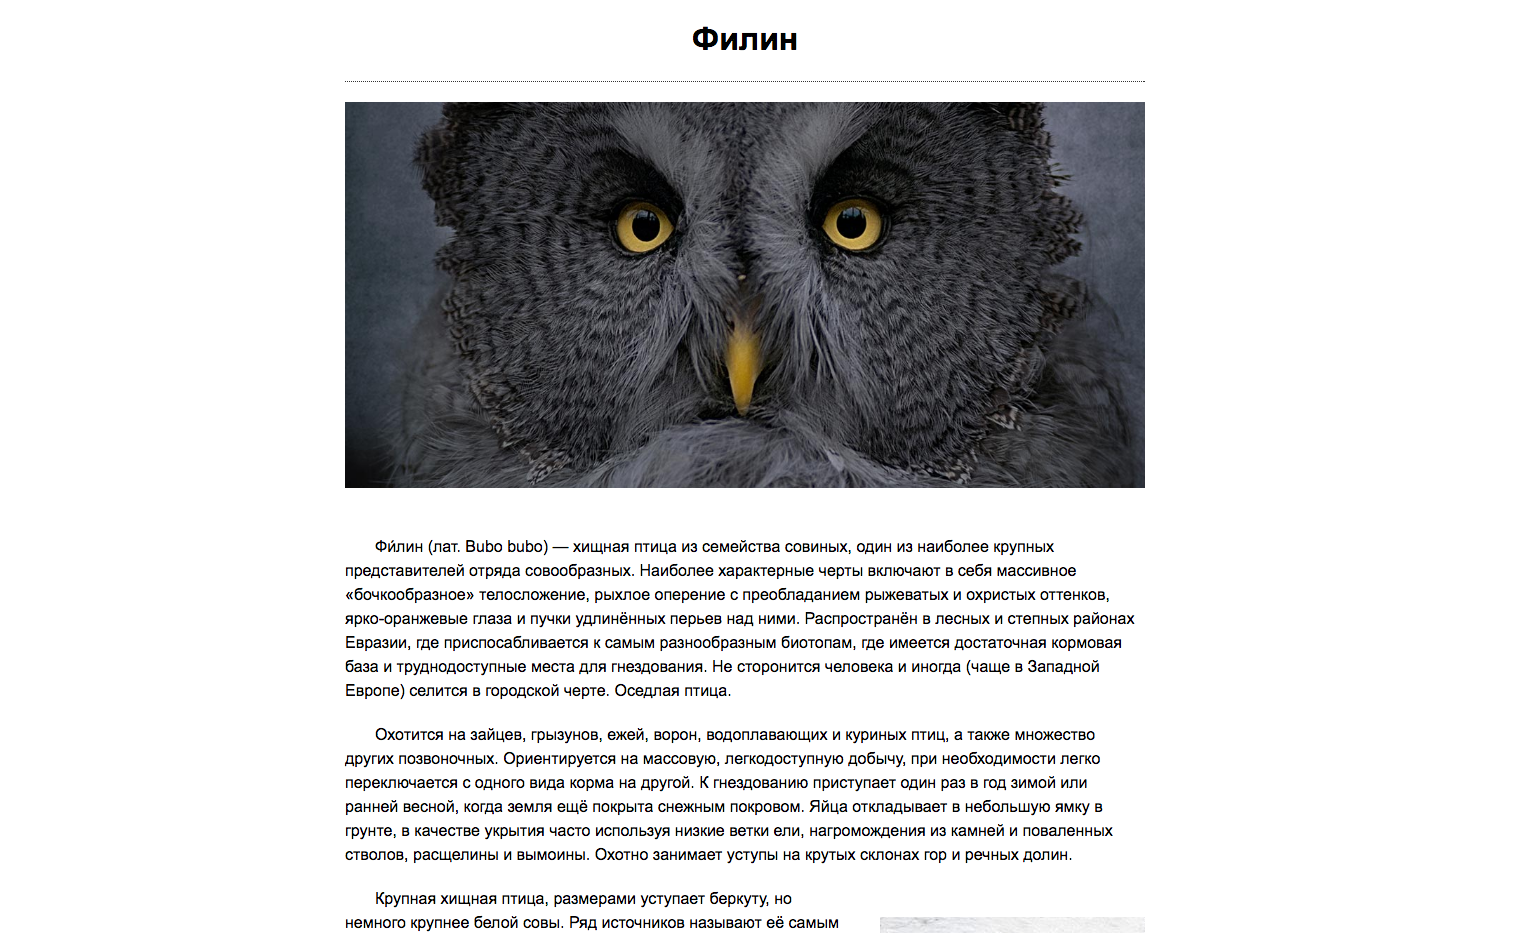 Филин
Фи́лин (лат. Bubo bubo) — хищная птица из семейства совиных, один из наиболее крупных
представителей отряда совообразных. Наиболее характерные черты включают в себя массивное
«бочкообразное» телосложение, рыхлое оперение с преобладанием рыжеватых и охристых оттенков,
ярко-оранжевые глаза и пучки удлинённых перьев над ними. Распространён в лесных и степных районах
Евразии, где приспосабливается к самым разнообразным биотопам, где имеется достаточная кормовая
база и труднодоступные места для гнездования. Не сторонится человека и иногда (чаще в Западной
Европе) селится в городской черте. Оседлая птица.
Охотится на зайцев, грызунов, ежей, ворон, водоплавающих и куриных птиц, а также множество
других позвоночных. Ориентируется на массовую, легкодоступную добычу, при необходимости легко
переключается с одного вида корма на другой. К гнездованию приступает один раз в год зимой или
ранней весной, когда земля ещё покрыта снежным покровом. Яйца откладывает в небольшую ямку в
грунте, в качестве укрытия часто используя низкие ветки ели, нагромождения из камней и поваленных
стволов, расщелины и вымоины. Охотно занимает уступы на крутых склонах гор и речных долин.
Крупная хищная птица, размерами уступает беркуту, но
немного крупнее белой совы. Ряд источников называют её самым